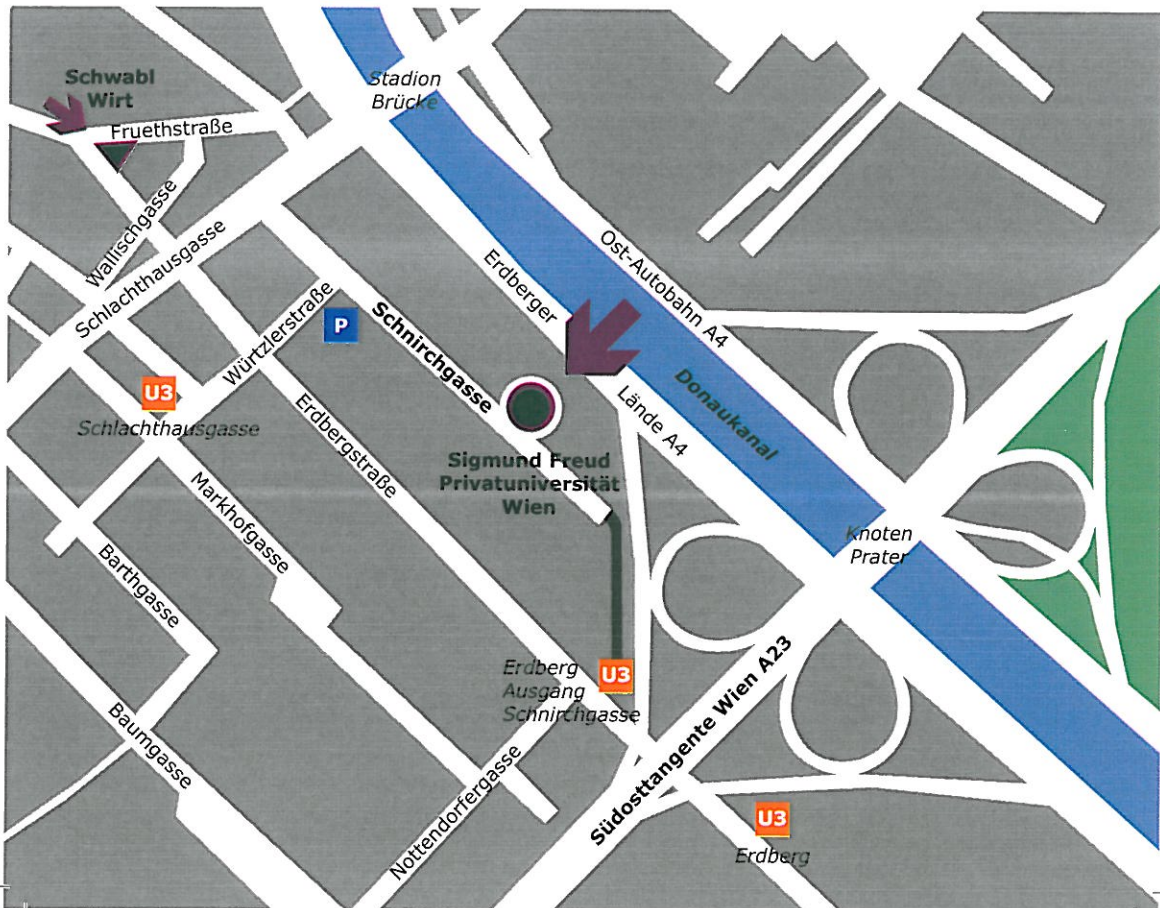 Schwabl
Wirt
Fruethstraße
Stadion
Brücke
Wallischgasse
Schlachthausgasse
Ost-Autobahn A4
Erdberger
Lände A4
Donaukanal
Würtzlerstraße
P
Schnirchgasse
U3
Schlachthausgasse
Erdbergstraße
Sigmund Freud
Privatuniversität
Wien
Markhofgasse
Knoten
Prater
Barthgasse
Erdberg
Ausgang
Schnirchgasse
U3
Baumgasse
Südosttangente Wien A23
Nottendorfergasse
U3
Erdberg